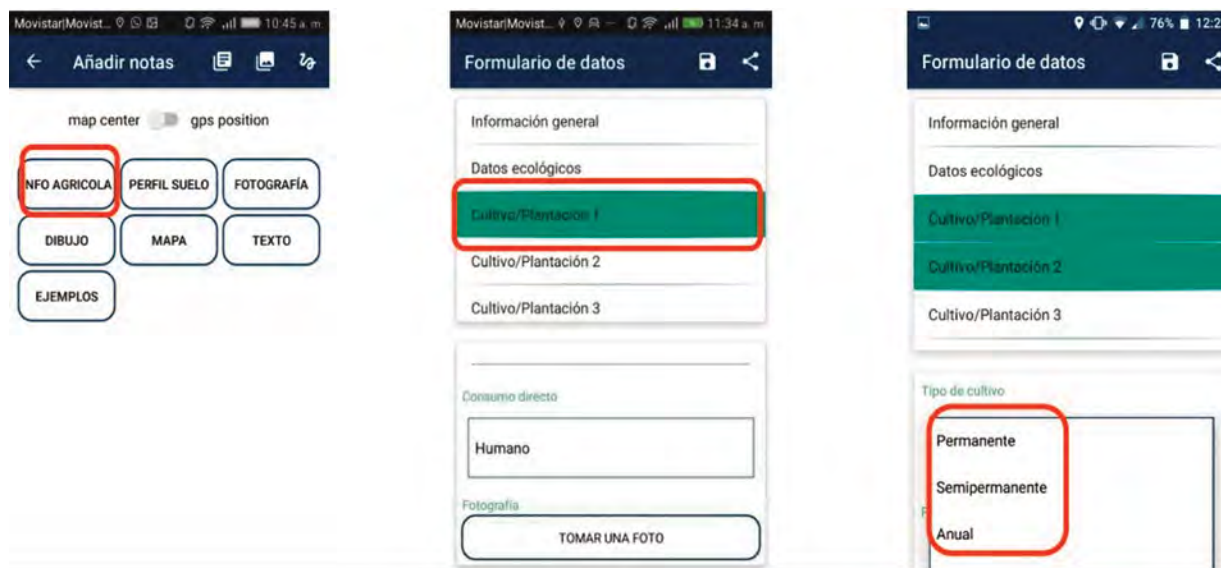 Movistar|Movist... 10:45 a. m
Añadir notas
map center gps position
NFO AGRICOLA PERFIL SUELO FOTOGRAFÍA
DIBUJO MAPA TEXTO
EJEMPLOS
Movistar|Movist... 11:34 a. m
Formulario de datos
Información general
Datos ecológicos
Cultivo/Plantación 1
Cultivo/Plantación 2
Cultivo/Plantación 3
Consumo directo
Humano
Fotografía
TOMAR UNA FOTO
76% 12:2
Formulario de datos
Información general
Datos ecológicos
Cultivo/Plantación 1
Cultivo/Plantación 2
Cultivo/Plantación 3
Tipo de cultivo
Permanente
Semipermanente
Anual